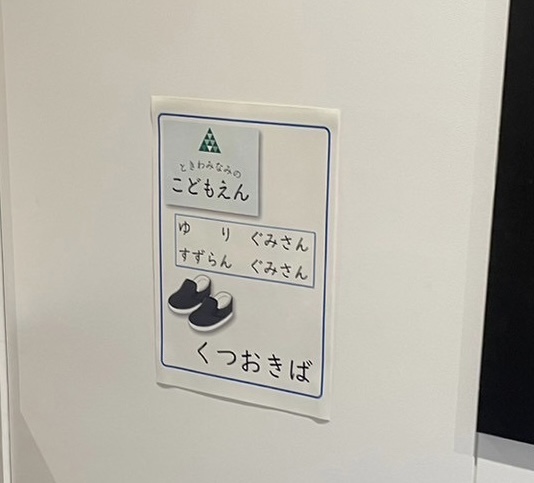 ときわみなみの
こどもえん
ゆり ぐみさん
すずらん ぐみさん
くつおきば